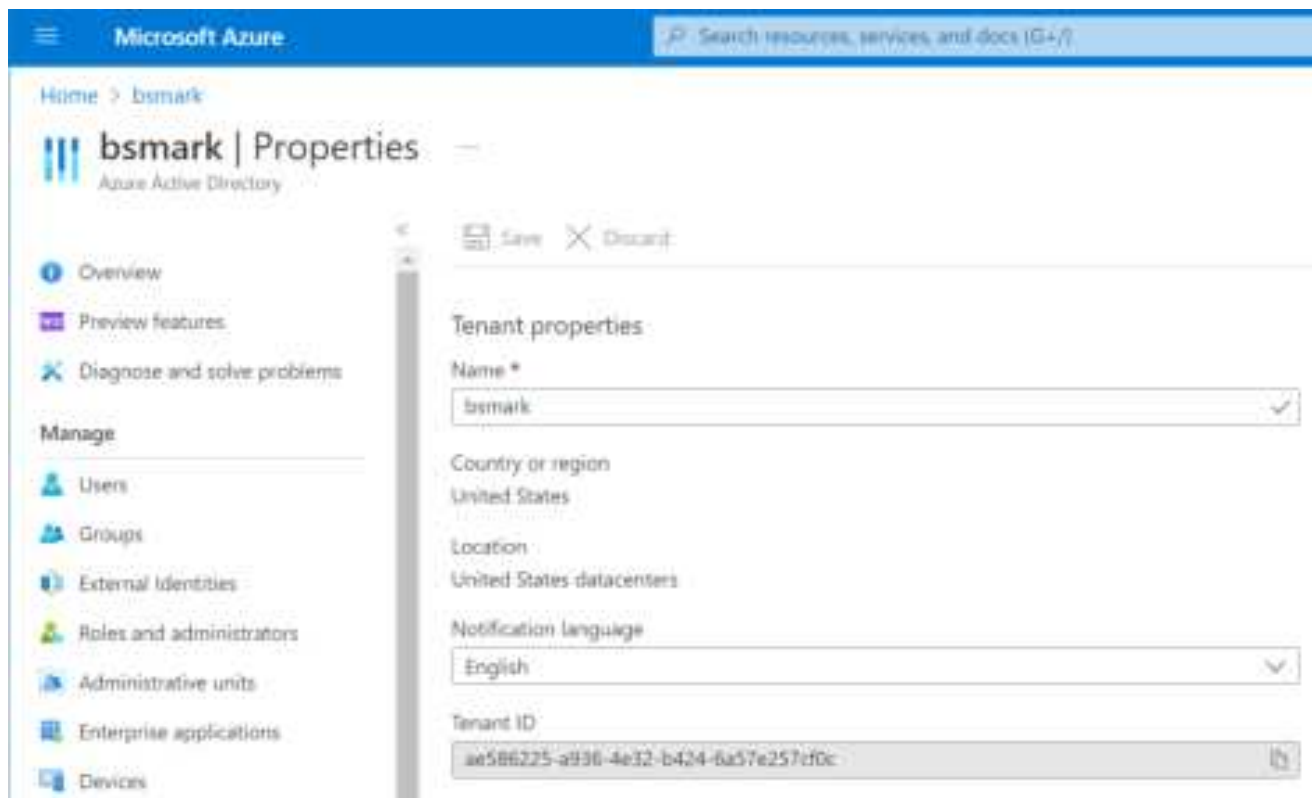 Microsoft Azure
Search resources, services, and docs (G+/)
Home > bsmark
bsmark | Properties
Azure Active Directory
Save
Discard
Overview
Preview features
Diagnose and solve problems
Manage
Users
Groups
External Identities
Roles and administrators
Administrative units
Enterprise applications
Devices
Tenant properties
Name *
bsmark
Country or region
United States
Location
United States datacenters
Notification language
English
Tenant ID
ae586225-a936-4e32-b424-6a57e257cf0c